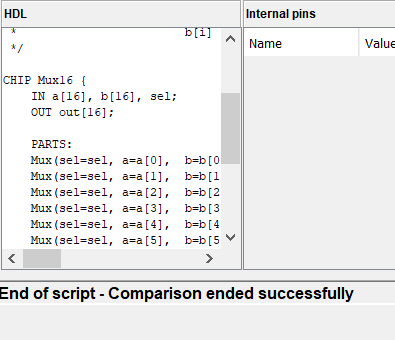 HDL
Internal pins
* b[i]
*/
Name Value
CHIP Mux16 {
IN a[16], b[16], sel;
OUT out[16];
PARTS:
Mux(sel=sel, a=a[0], b=b[0
Mux(sel=sel, a=a[1], b=b[1
Mux(sel=sel, a=a[2], b=b[2
Mux(sel=sel, a=a[3], b=b[3
Mux(sel=sel, a=a[4], b=b[4
Mux(sel=sel, a=a[5], b=b[5
End of script - Comparison ended successfully